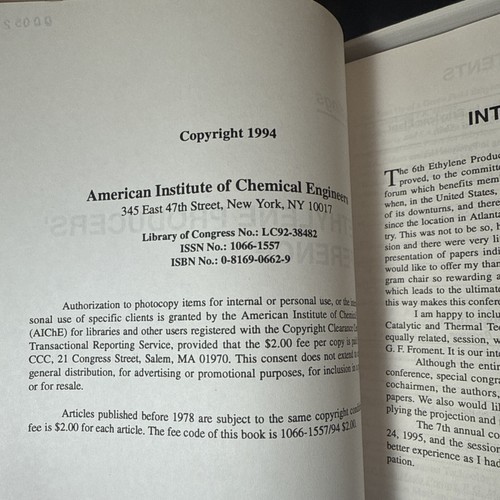 Copyright 1994
American Institute of Chemical Engineers
345 East 47th Street, New York, NY 10017
Library of Congress No.: LC92-38482
ISSN No.: 1066-1557
ISBN No.: 0-8169-0662-9
Authorization to photocopy items for internal or personal use, or the
sonal use of specific clients is granted by the American Institute of
(AIChE) for libraries and other users registered with the Copyright
Transactional Reporting Service, provided that the $2.00 fee per copy is
CCC, 21 Congress Street, Salem, MA 01970. This consent does not extend
general distribution, for advertising or promotional purposes, for inclusion
or for resale.
Articles published before 1978 are subject to the same copyright
fee is $2.00 for each article. The fee code of this book is 1066-1557/94 $2.00.
INT
The 6th Ethylene Produ
proved, to the committe
forum which benefits mem
when, in the United States,
of its downturns, and there
since the location in Atlant
try. This was not to be so, h
sion and there were very li
presentation of papers indi
would like to offer my than
gram chair so rewarding a
which leads to the ultimat
this way makes this confer
I am happy to inclu
Catalytic and Thermal Te
equally related, session, w
G. F. Froment. It is our inte
Although the entir
conference, special congr
cochairmen, the authors,
papers. We also would li
plying the projection and
The 7th annual co
24, 1995, and the session
better experience as I had
pation.